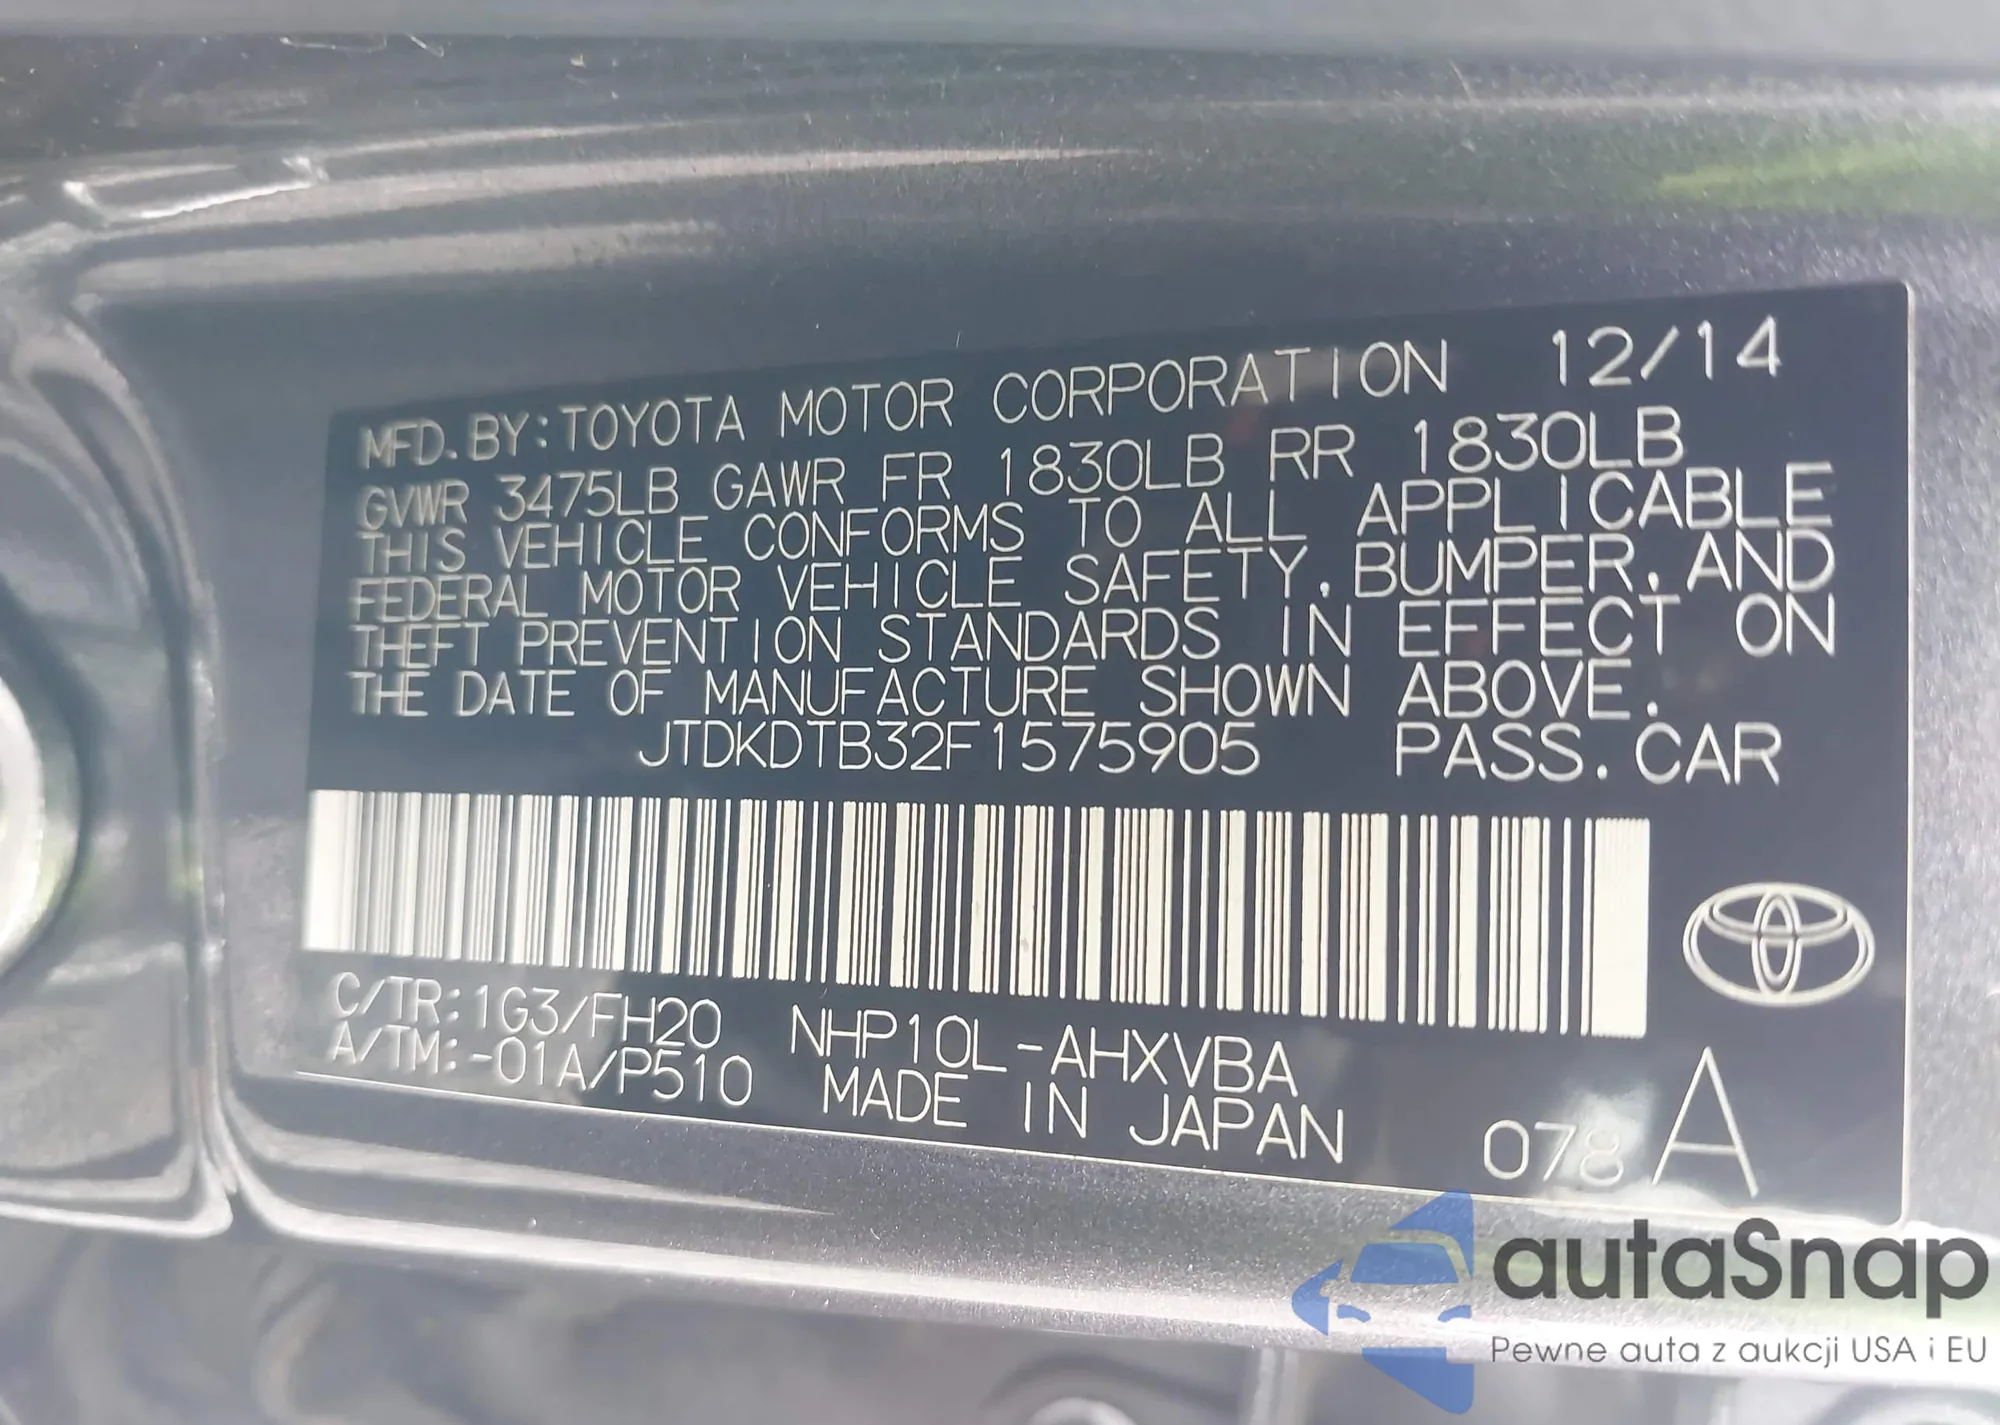 MFD. BY: TOYOTA MOTOR CORPORATION 12/14
GVWR 3475LB GAWR FR 1830LB RR 1830LB
THIS VEHICLE CONFORMS TO ALL APPLICABLE
FEDERAL MOTOR VEHICLE SAFETY, BUMPER, AND
THEFT PREVENTION STANDARDS IN EFFECT ON
THE DATE OF MANUFACTURE SHOWN ABOVE.
JTDKDTB32F1575905 PASS. CAR
C/TR: 1G3/FH20 NHP10L-AHXVBA
A/TM: -01A/P510 MADE IN JAPAN 078 A
autaSnap
Pewne auta z aukcji USA i EU